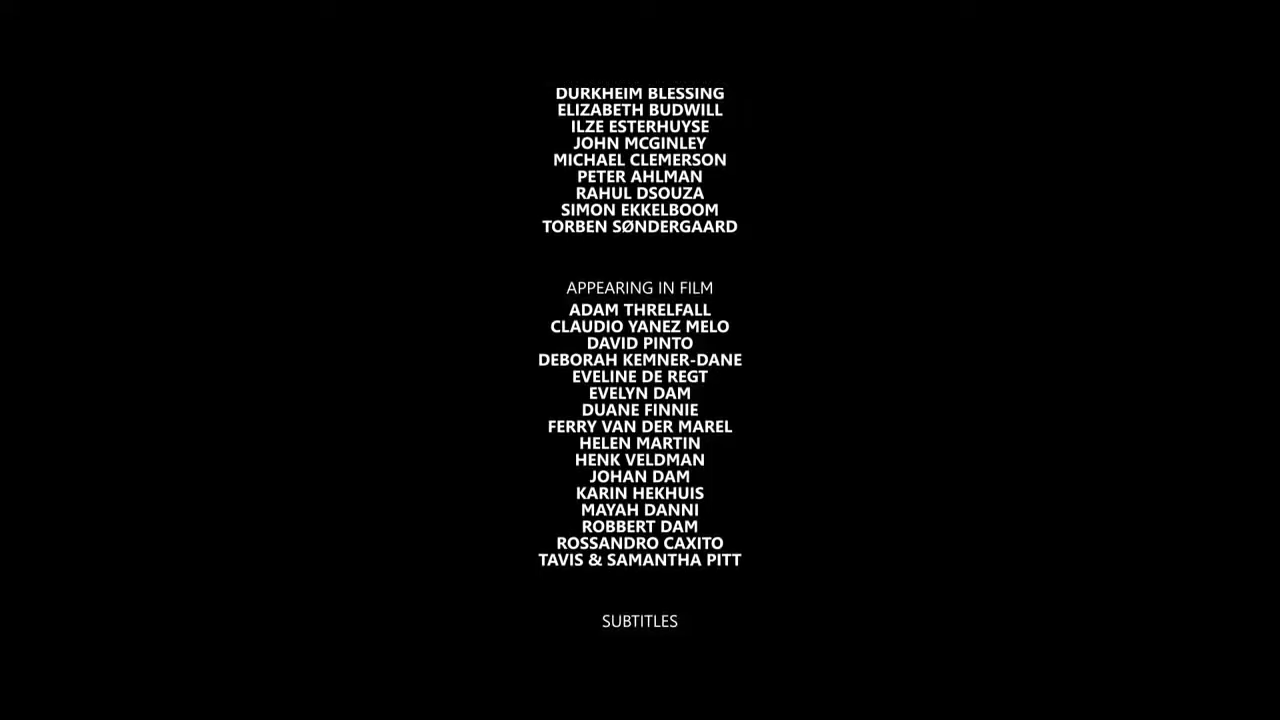 DURKHEIM BLESSING
ELIZABETH BUDWILL
ILZE ESTERHUYSE
JOHN MCGINLEY
MICHAEL CLEMERSON
PETER AHLMAN
RAHUL DSOUZA
SIMON EKKELBOOM
TORBEN SØNDERGAARD
APPEARING IN FILM
ADAM THRELFALL
CLAUDIO YANEZ MELO
DAVID PINTO
DEBORAH KEMNER-DANE
EVELINE DE REGT
EVELYN DAM
DUANE FINNIE
FERRY VAN DER MAREL
HELEN MARTIN
HENK VELDMAN
JOHAN DAM
KARIN HEKHUIS
MAYAH DANNI
ROBBERT DAM
ROSSANDRO CAXITO
TAVIS & SAMANTHA PITT
SUBTITLES